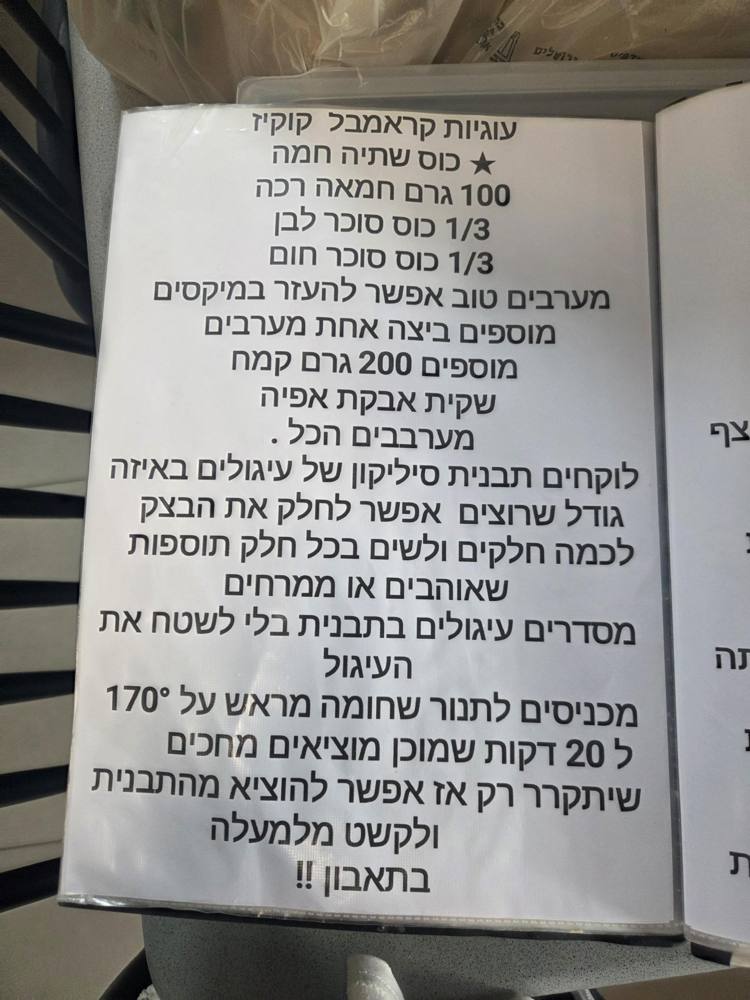 עוגיות קראמבל קוקיז
★ כוס שתיה חמה
100 גרם חמאה רכה
1/3 כוס סוכר לבן
1/3 כוס סוכר חום
מערבים טוב אפשר להעזר במיקסים
מוספים ביצה אחת מערבים
מוספים 200 גרם קמח
שקית אבקת אפיה
מערבבים הכל .
לוקחים תבנית סיליקון של עיגולים באיזה
גודל שרוצים אפשר לחלק את הבצק
לכמה חלקים ולשים בכל חלק תוספות
שאוהבים או ממרחים
מסדרים עיגולים בתבנית בלי לשטח את
העיגול
מכניסים לתנור שחומה מראש על 170°
ל 20 דקות שמוכן מוציאים מחכים
שיתקרר רק אז אפשר להוציא מהתבנית
ולקשט מלמעלה
בתאבון !!
צף
תה